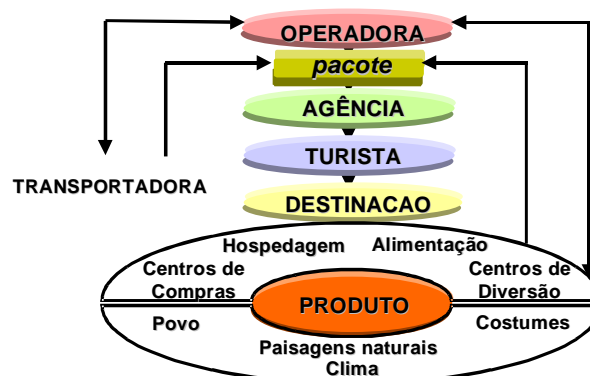 OPERADORA
pacote
AGÊNCIA
TURISTA
TRANSPORTADORA
DESTINACAO
Hospedagem Alimentação
Centros de
Compras
Centros de
Diversão
PRODUTO
Povo
Costumes
Paisagens naturais
Clima